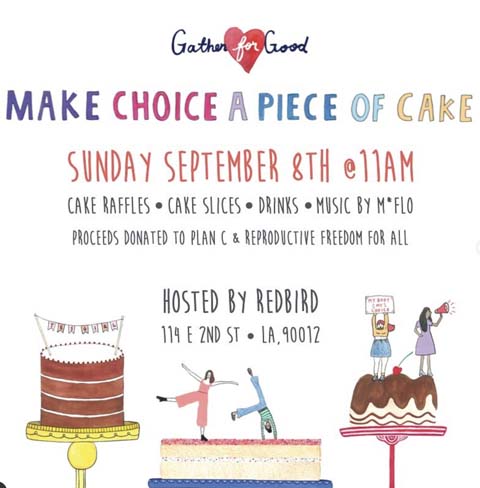 Gather for Good
MAKE CHOICE A PIECE OF CAKE
SUNDAY SEPTEMBER 8TH @11AM
CAKE RAFFLES • CAKE SLICES • DRINKS • MUSIC BY M*FLO
PROCEEDS DONATED TO PLAN C & REPRODUCTIVE FREEDOM FOR ALL
HOSTED BY REDBIRD
114 E 2ND ST • LA, 90012
MY BODY
CHOICE